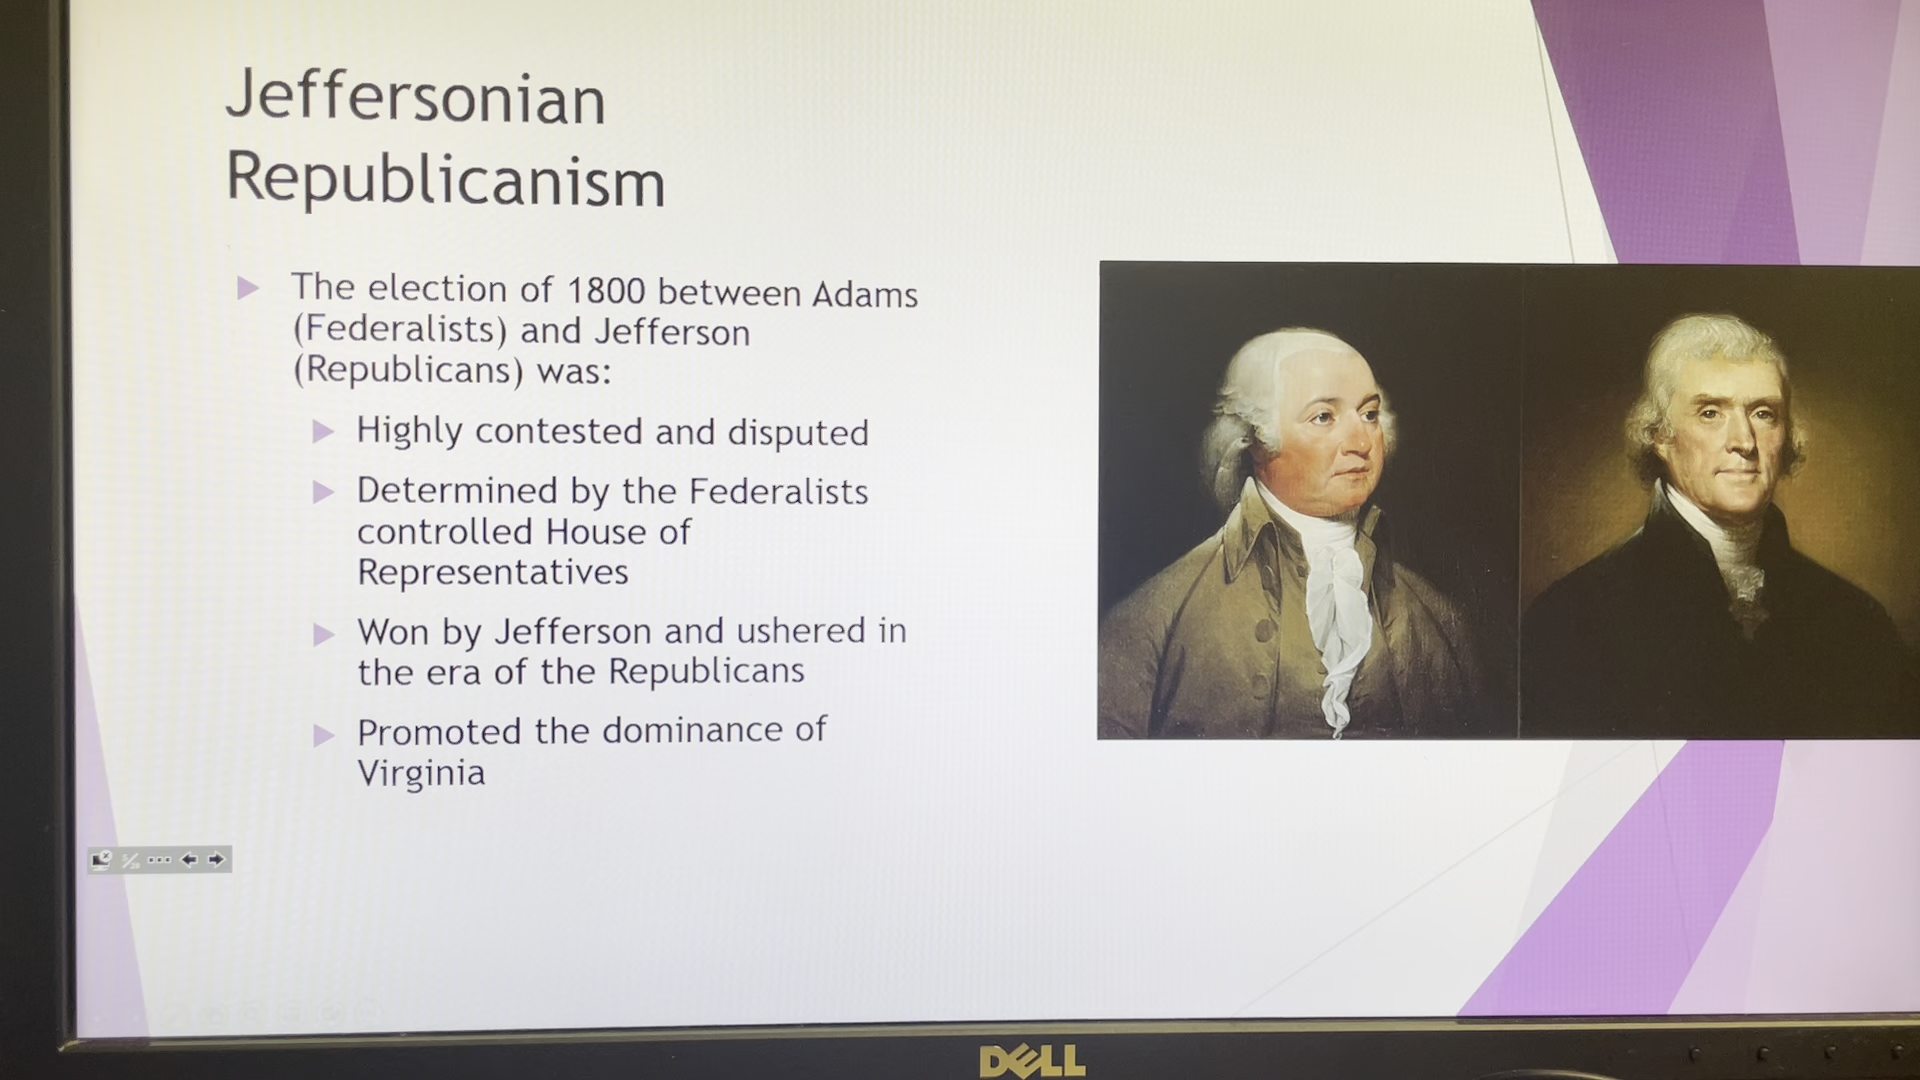 Jeffersonian
Republicanism
The election of 1800 between Adams
(Federalists) and Jefferson
(Republicans) was:
Highly contested and disputed
Determined by the Federalists
controlled House of
Representatives
Won by Jefferson and ushered in
the era of the Republicans
Promoted the dominance of
Virginia
DELL